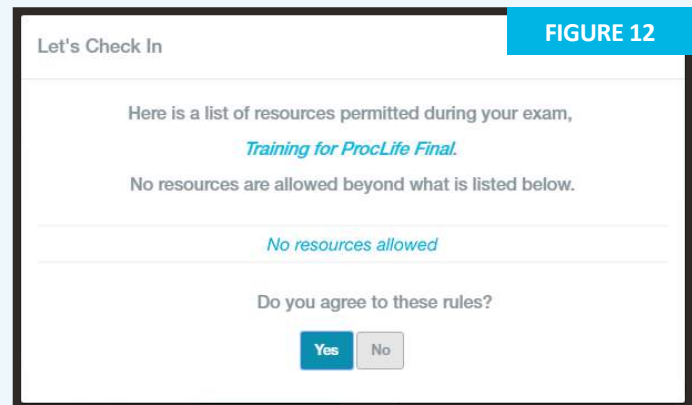 FIGURE 12
Let's Check In
Here is a list of resources permitted during your exam,
Training for ProcLife Final.
No resources are allowed beyond what is listed below.
No resources allowed
Do you agree to these rules?
Yes No